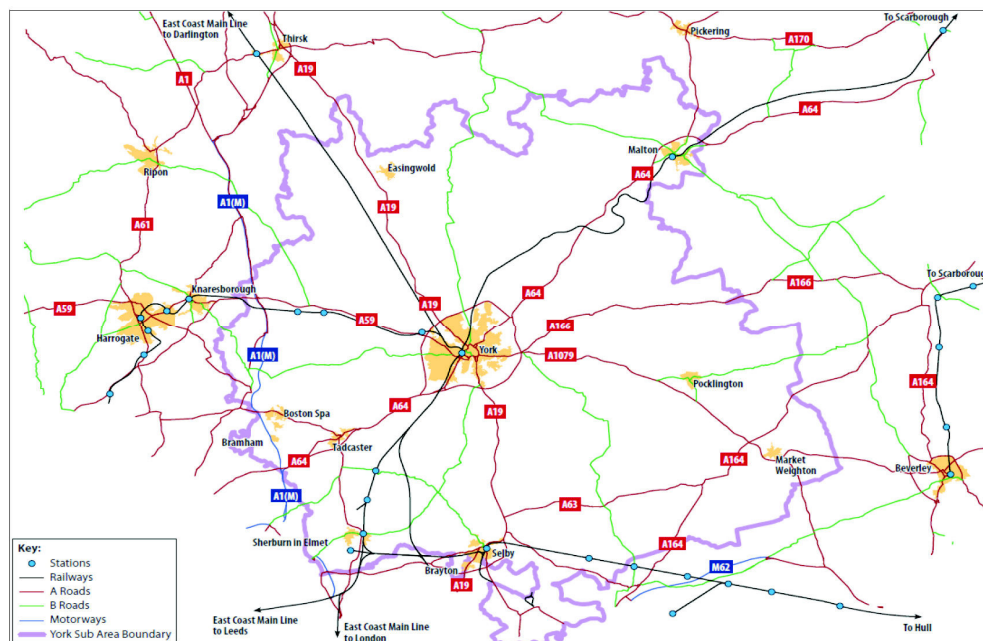 East Coast Main Line
to Darlington
To Scarborough
Thirsk
Pickering
A170
A19
A1
A64
Malton
Easingwold
A64
Ripon
A1(M)
A19
A61
To Scarborough
Knaresborough
A166
A64
A59
A19
A59
A166
Harrogate
York
A1(M)
A1079
Pocklington
A164
A64
A19
Boston Spa
Bramham
Tadcaster
A64
A164
Market
Weighton
Beverley
A1(M)
A63
Sherburn in Elmet
A164
Selby
Brayton
M62
A19
East Coast Main Line
to Leeds
East Coast Main Line
to London
To Hull
Key:
Stations
Railways
A Roads
B Roads
Motorways
York Sub Area Boundary